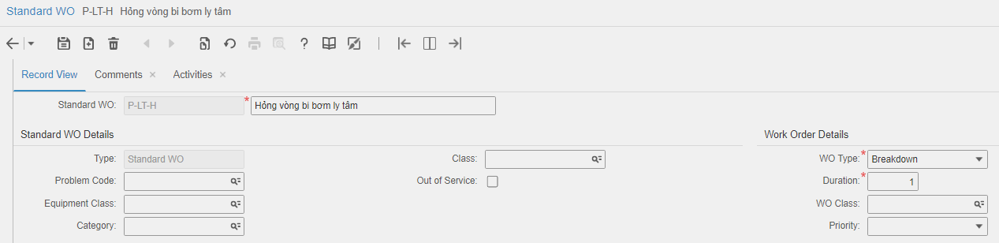 Standard WO P-LT-H Hỏng vòng bi bơm ly tâm
Record View Comments × Activities ×
Standard WO: P-LT-H * Hỏng vòng bi bơm ly tâm
Standard WO Details Work Order Details
Type: Standard WO Class: WO Type: * Breakdown
Problem Code: Out of Service: Duration: * 1
Equipment Class: WO Class:
Category: Priority: